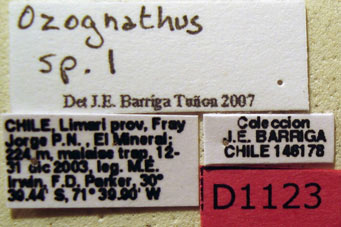 Ozognathus
sp. 1
Det J.E. Barriga Tuñon 2007
CHILE, Limari prov, Fray
Jorge P.N., El Mineral;
224 m, malaise trap, 12-
31 dic 2003 leg. M.E.
Irwin, F.D. Parker, 30°
39.44' S, 71° 39.90' W
Coleccion
J.E. BARRIGA
CHILE 146178
D1123